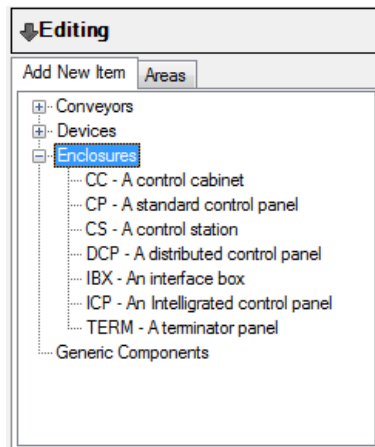 Editing
Add New Item Areas
Conveyors
Devices
Enclosures
CC - A control cabinet
CP - A standard control panel
CS - A control station
DCP - A distributed control panel
IBX - An interface box
ICP - An Intelligrated control panel
TERM - A terminator panel
Generic Components